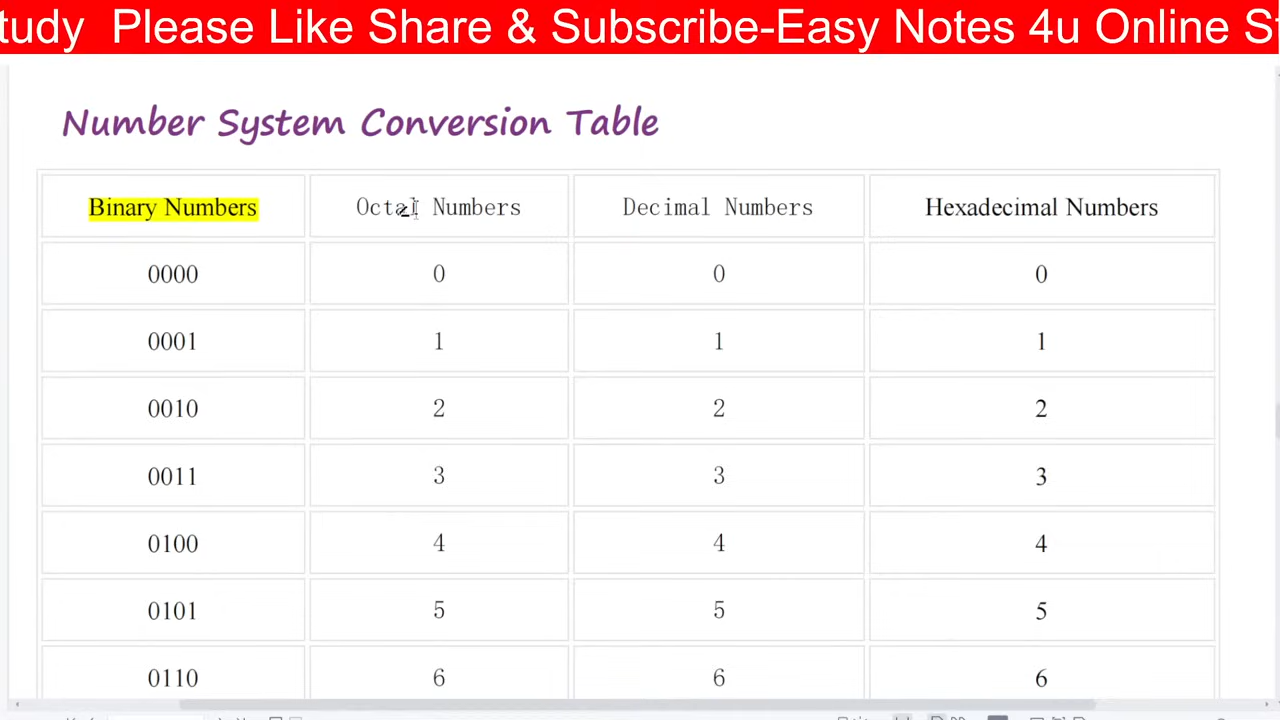 tudy Please Like Share & Subscribe-Easy Notes 4u Online S
Number System Conversion Table
Binary Numbers Octal Numbers Decimal Numbers Hexadecimal Numbers
0000 0 0 0
0001 1 1 1
0010 2 2 2
0011 3 3 3
0100 4 4 4
0101 5 5 5
0110 6 6 6